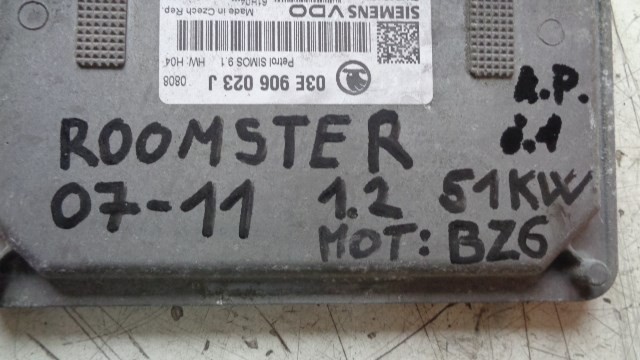 SIEMENS VDO
Made in Czech Rep
03E 906 023 J
Petrol SIMOS 9.1 HW: H04 0808
R.P.
ROOMSTER
07-11 1.2 51KW
MOT: BZG